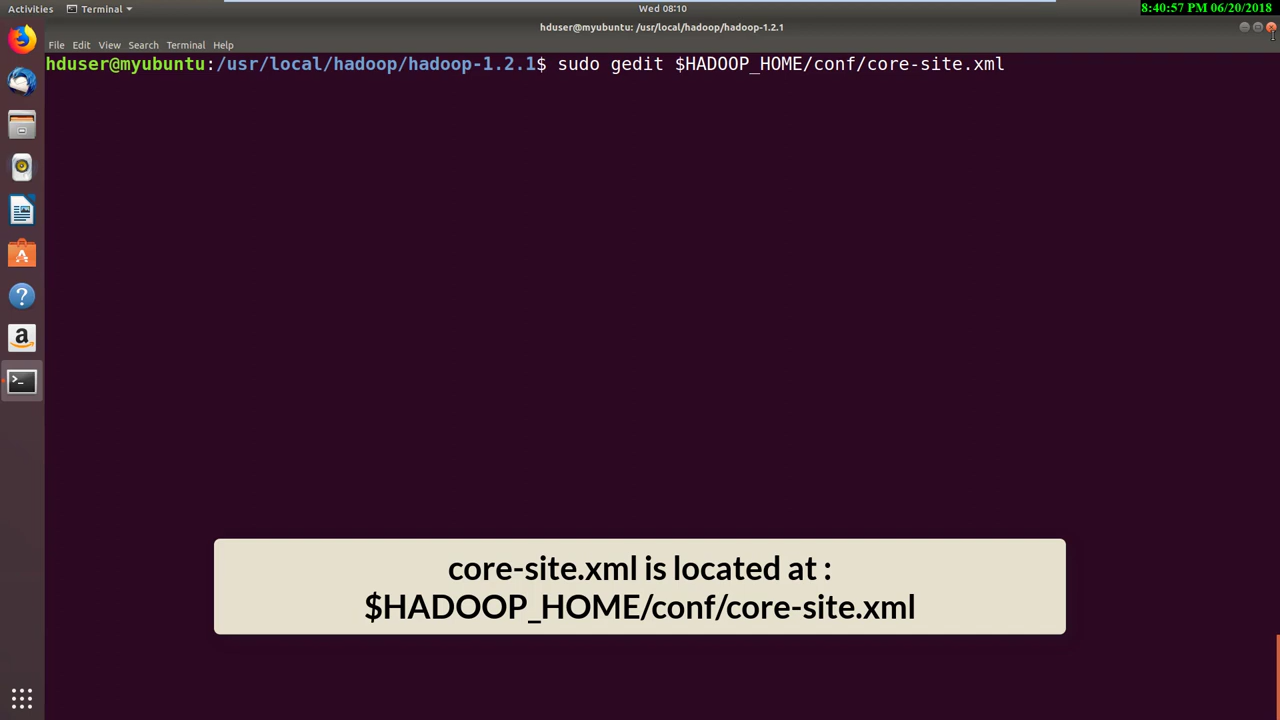 Activities
Terminal
Wed 08:10
8:40:57 PM 06/20/2018
hduser@myubuntu: /usr/local/hadoop/hadoop-1.2.1
File Edit View Search Terminal Help
hduser@myubuntu:/usr/local/hadoop/hadoop-1.2.1$ sudo gedit $HADOOP_HOME/conf/core-site.xml
core-site.xml is located at :
$HADOOP_HOME/conf/core-site.xml